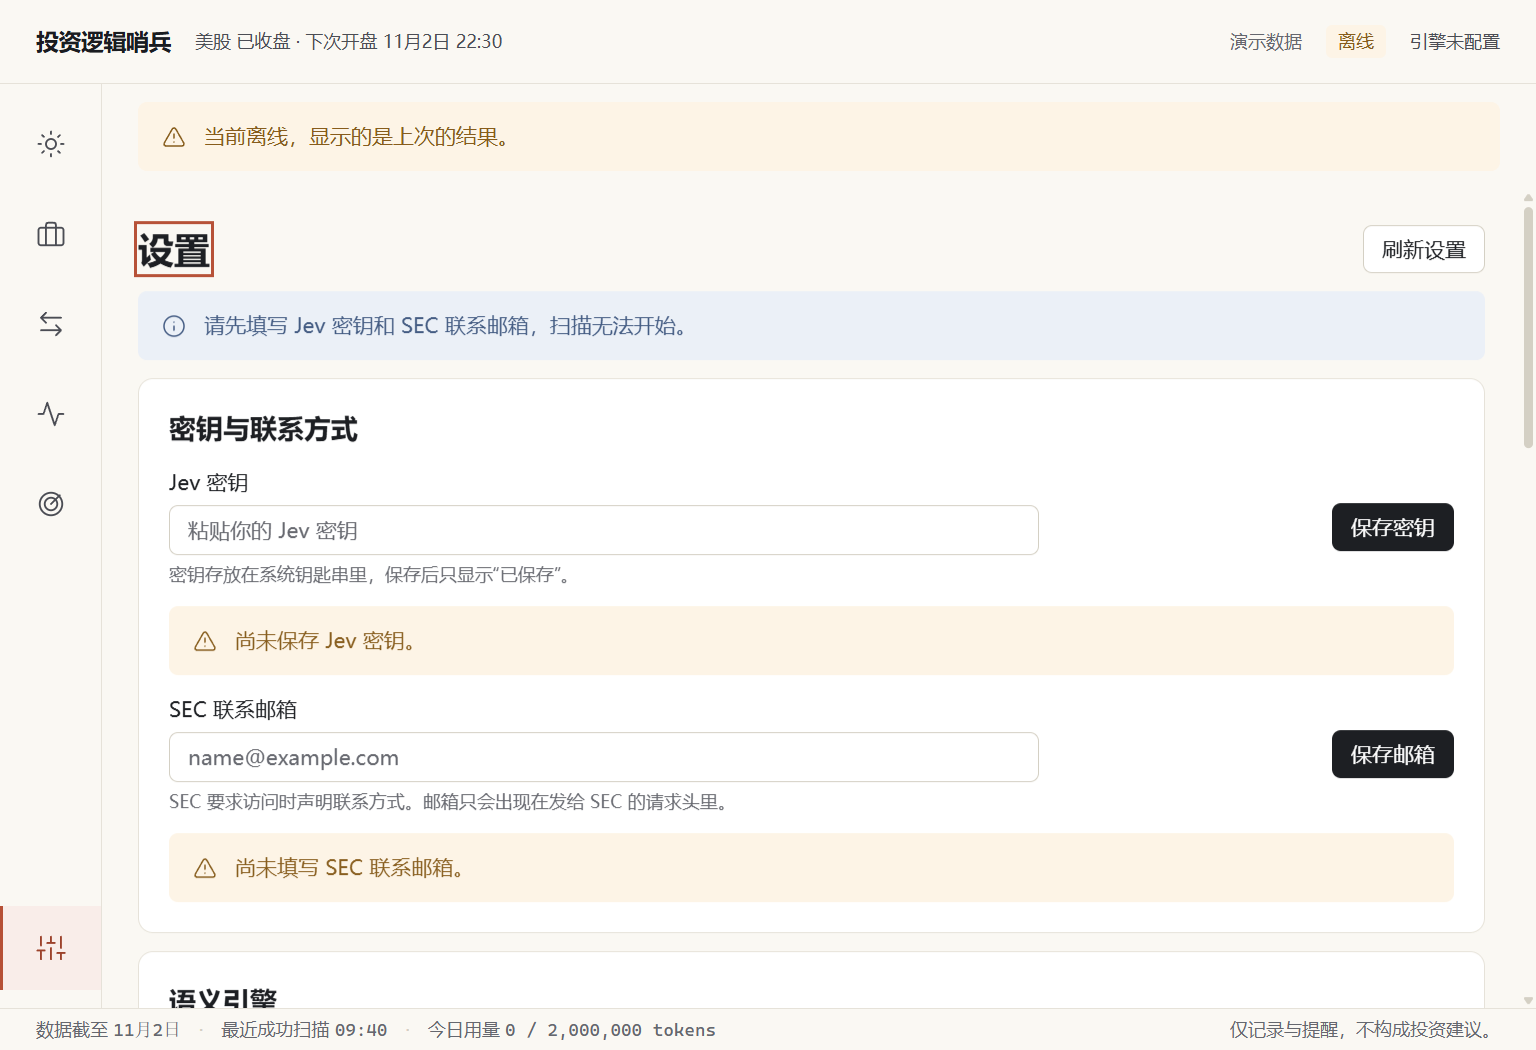 投资逻辑哨兵
美股 已收盘 · 下次开盘 11月2日 22:30
演示数据
离线
引擎未配置
当前离线，显示的是上次的结果。
设置
刷新设置
请先填写 Jev 密钥和 SEC 联系邮箱，扫描无法开始。
密钥与联系方式
Jev 密钥
粘贴你的 Jev 密钥
保存密钥
密钥存放在系统钥匙串里，保存后只显示“已保存”。
尚未保存 Jev 密钥。
SEC 联系邮箱
name@example.com
保存邮箱
SEC 要求访问时声明联系方式。邮箱只会出现在发给 SEC 的请求头里。
尚未填写 SEC 联系邮箱。
语义引擎
数据截至 11月2日 · 最近成功扫描 09:40 · 今日用量 0 / 2,000,000 tokens
仅记录与提醒，不构成投资建议。